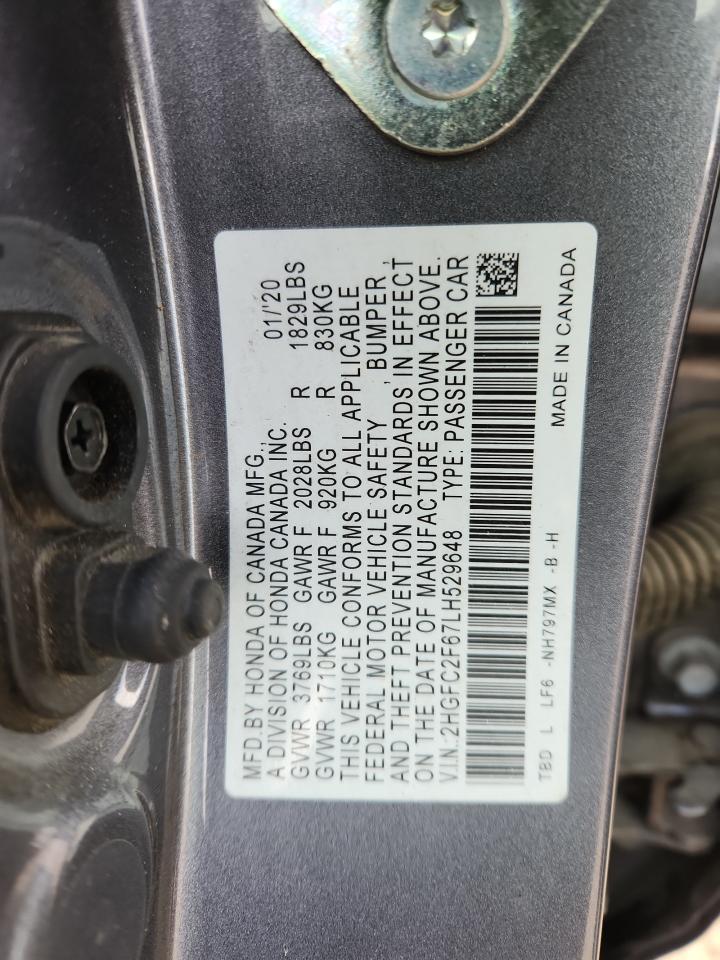 MFD.BY HONDA OF CANADA MFG., 01/20
A DIVISION OF HONDA CANADA INC.
GVWR 3769LBS GAWR F 2028LBS R 1829LBS
GVWR 1710KG GAWR F 920KG R 830KG
THIS VEHICLE CONFORMS TO ALL APPLICABLE
FEDERAL MOTOR VEHICLE SAFETY , BUMPER ,
AND THEFT PREVENTION STANDARDS IN EFFECT
ON THE DATE OF MANUFACTURE SHOWN ABOVE.
V.I.N.:2HGFC2F67LH529648 TYPE: PASSENGER CAR
TBD L LF6 -NH797MX -B -H MADE IN CANADA